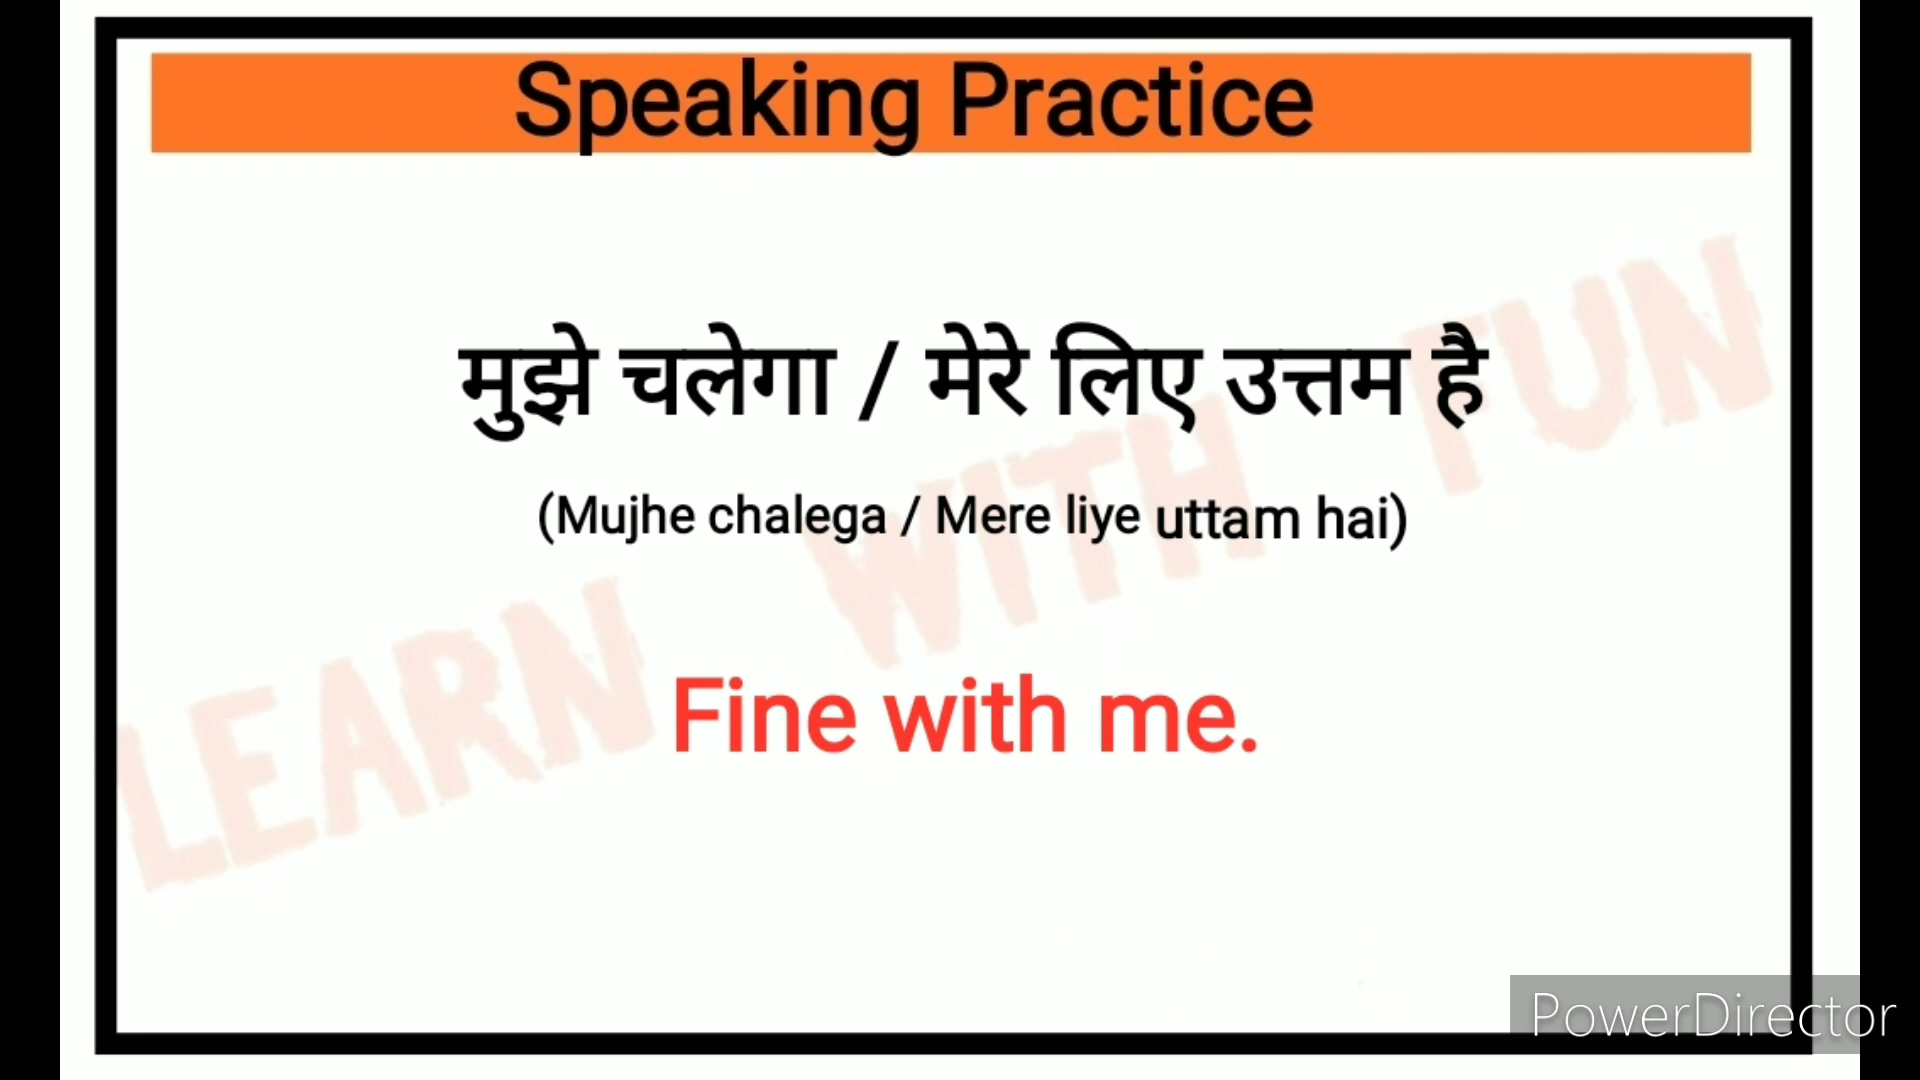 Speaking Practice
मुझे चलेगा / मेरे लिए उत्तम है
(Mujhe chalega / Mere liye uttam hai)
Fine with me.
LEARN WITH FUN
PowerDirector